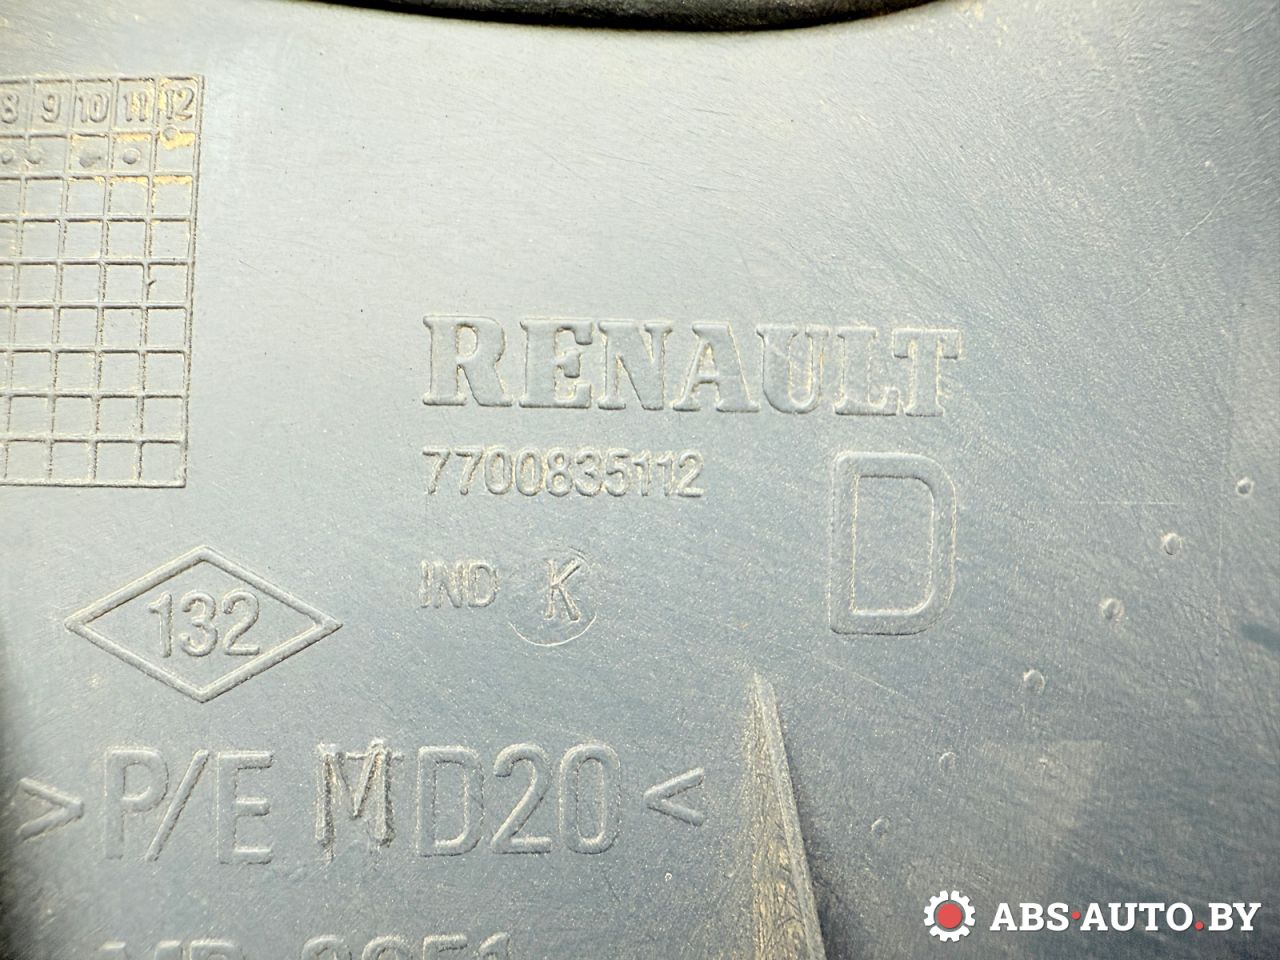 8 9 10 11 12
RENAULT
7700835112
D
IND K
132
>P/E MD20<
ABS·AUTO.BY